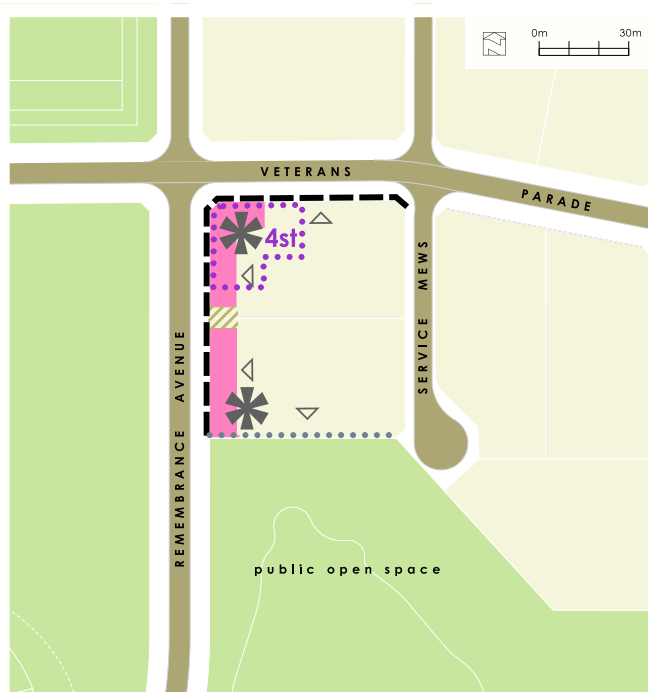 0m 30m
VETERANS
PARADE
4st
SERVICE MEWS
REMEMBRANCE AVENUE
public open space